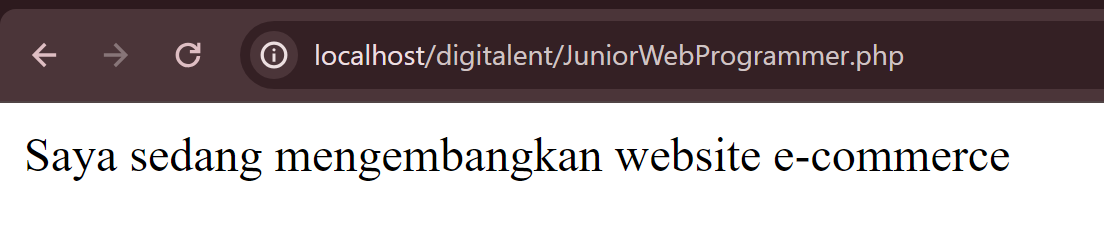 localhost/digitalent/JuniorWebProgrammer.php
Saya sedang mengembangkan website e-commerce